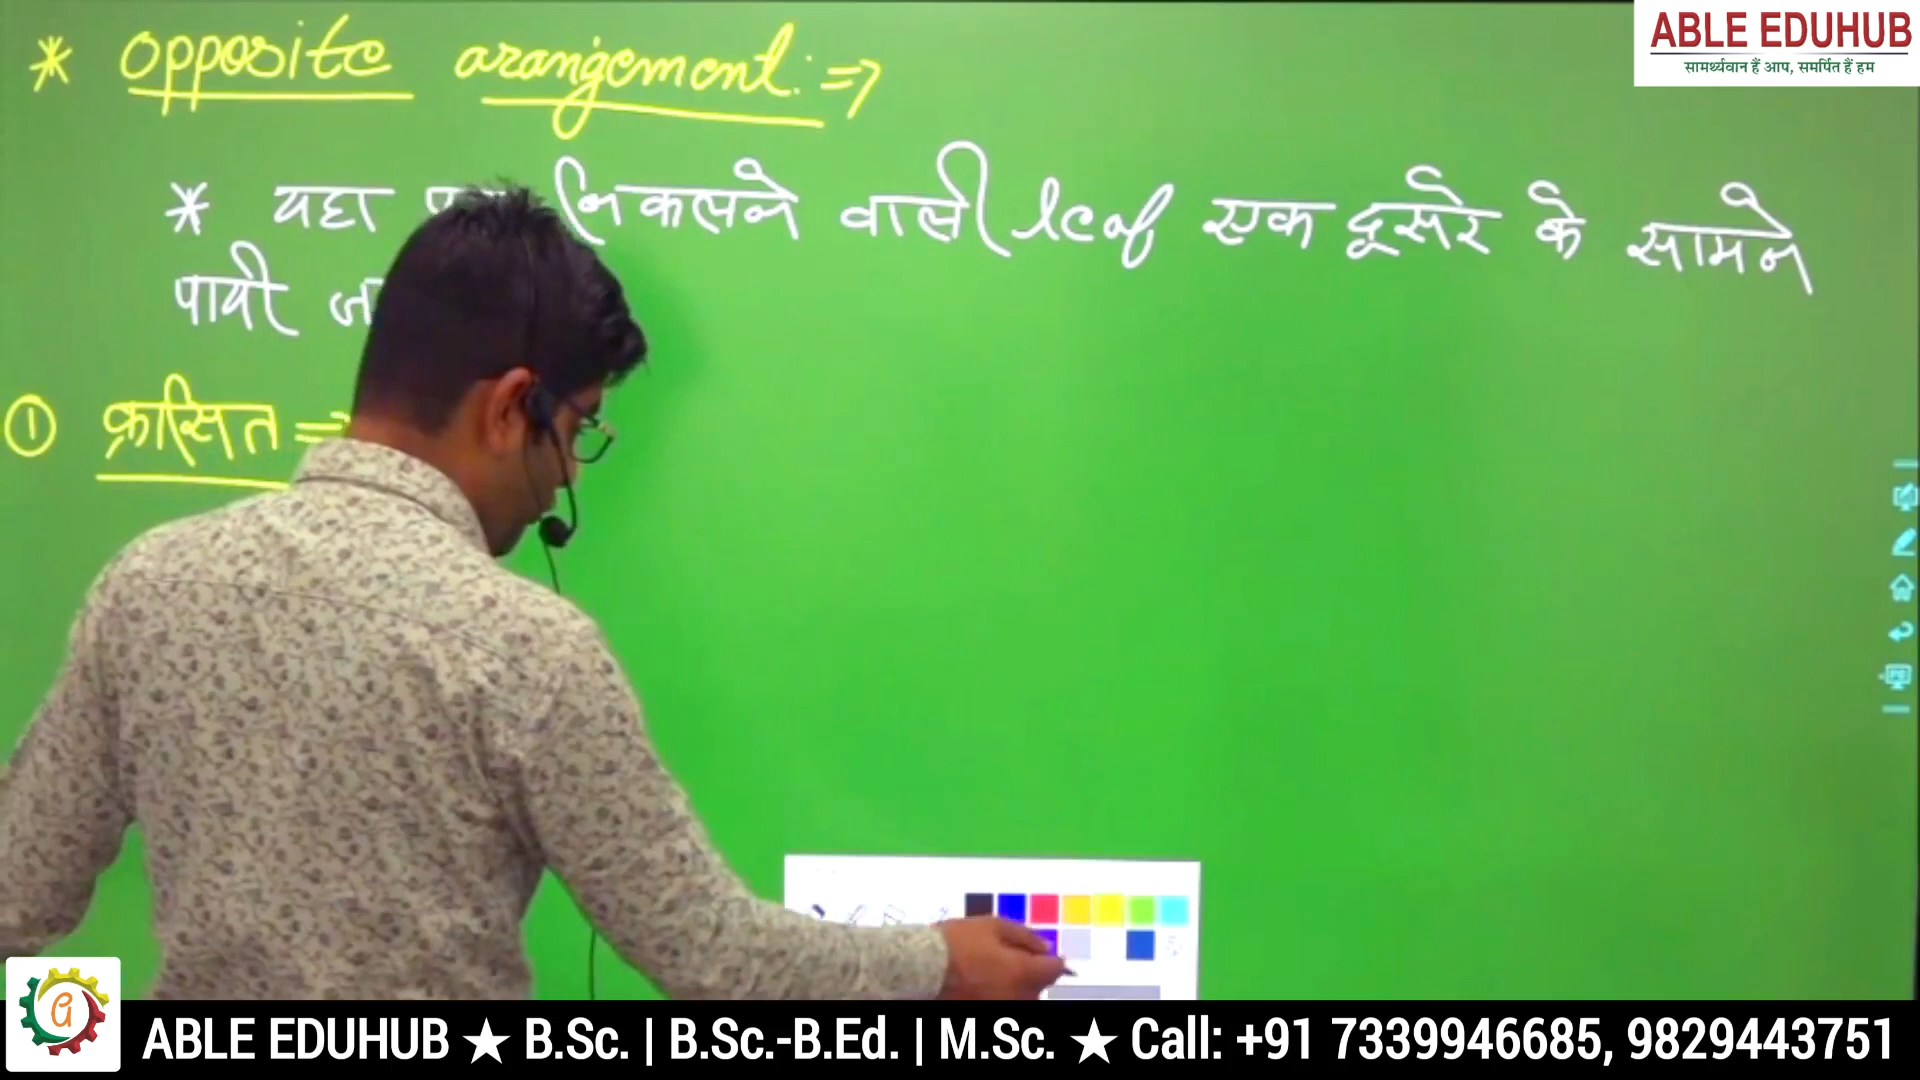 ABLE EDUHUB
सामर्थ्यवान हैं आप, समर्पित हैं हम
* opposite arangement :⇒
* यहा निकलने वाली leaf एक दूसरे के सामने
पायी
① क्रासित ⇒
ABLE EDUHUB ★ B.Sc. | B.Sc.-B.Ed. | M.Sc. ★ Call: +91 7339946685, 9829443751